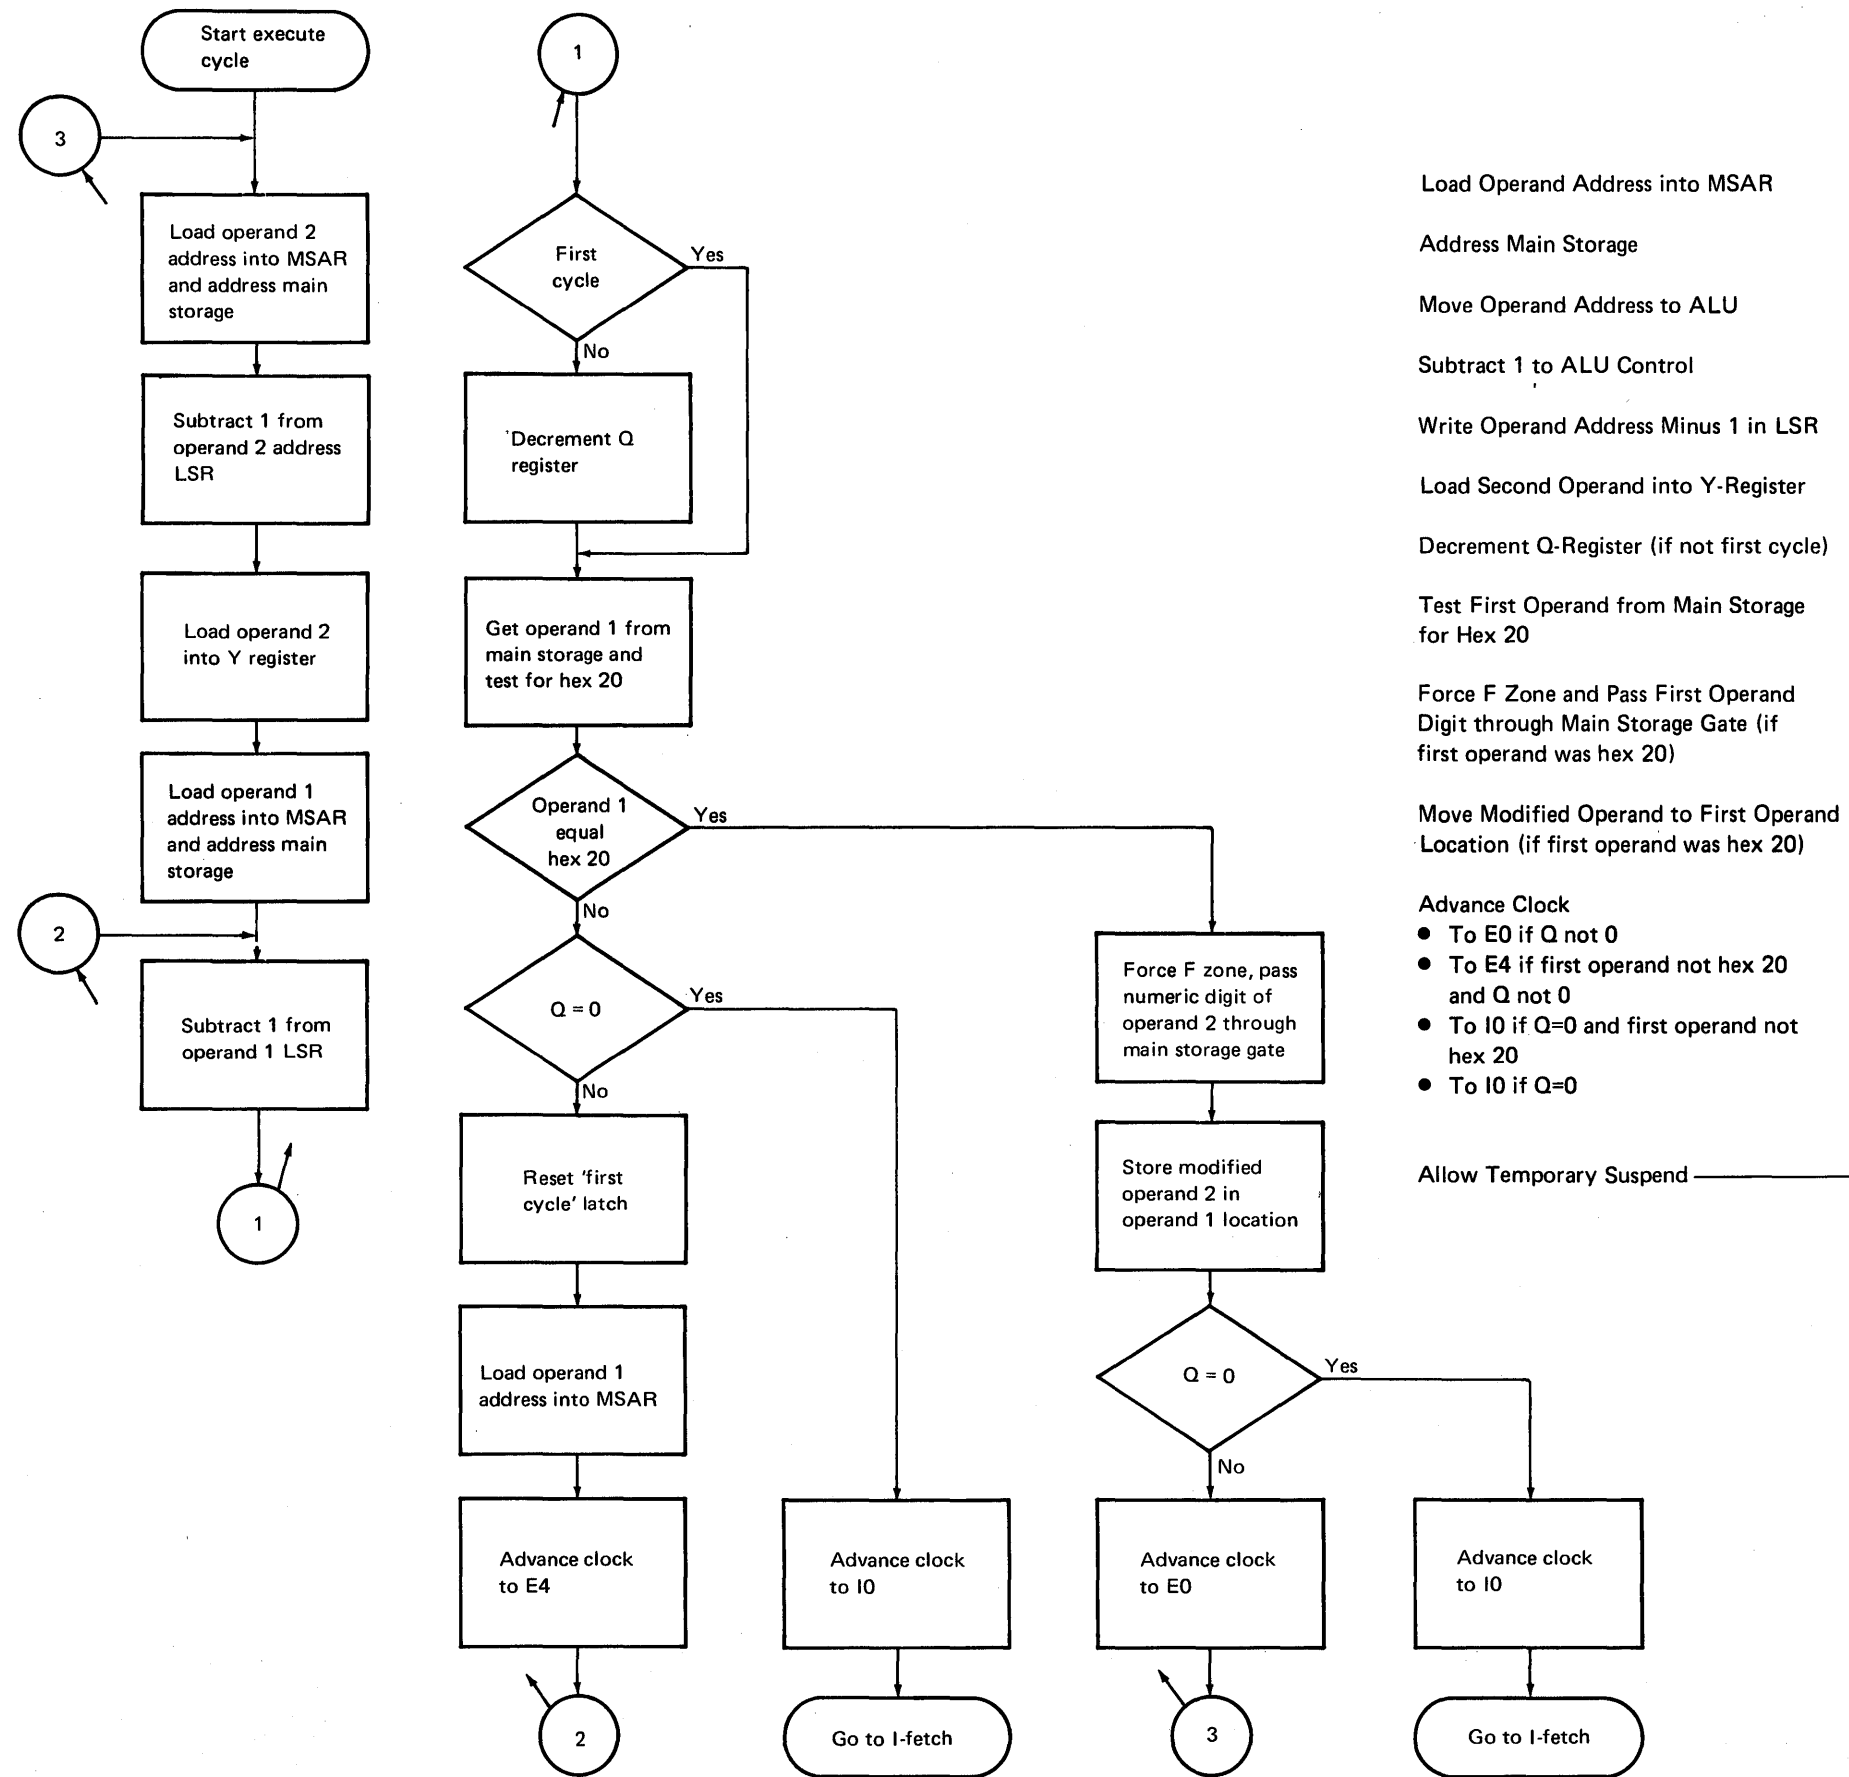 Start execute
cycle
3
Load operand 2
address into MSAR
and address main
storage
Subtract 1 from
operand 2 address
LSR
Load operand 2
into Y register
Load operand 1
address into MSAR
and address main
storage
2
Subtract 1 from
operand 1 LSR
1
1
First
cycle
Yes
No
Decrement Q
register
Get operand 1 from
main storage and
test for hex 20
Operand 1
equal
hex 20
Yes
No
Q = 0
Yes
No
Reset 'first
cycle' latch
Load operand 1
address into MSAR
Advance clock
to E4
2
Advance clock
to I0
Go to I-fetch
Force F zone, pass
numeric digit of
operand 2 through
main storage gate
Store modified
operand 2 in
operand 1 location
Q = 0
Yes
No
Advance clock
to E0
3
Advance clock
to I0
Go to I-fetch
Load Operand Address into MSAR
Address Main Storage
Move Operand Address to ALU
Subtract 1 to ALU Control
Write Operand Address Minus 1 in LSR
Load Second Operand into Y-Register
Decrement Q-Register (if not first cycle)
Test First Operand from Main Storage
for Hex 20
Force F Zone and Pass First Operand
Digit through Main Storage Gate (if
first operand was hex 20)
Move Modified Operand to First Operand
Location (if first operand was hex 20)
Advance Clock
● To E0 if Q not 0
● To E4 if first operand not hex 20
and Q not 0
● To I0 if Q=0 and first operand not
hex 20
● To I0 if Q=0
Allow Temporary Suspend